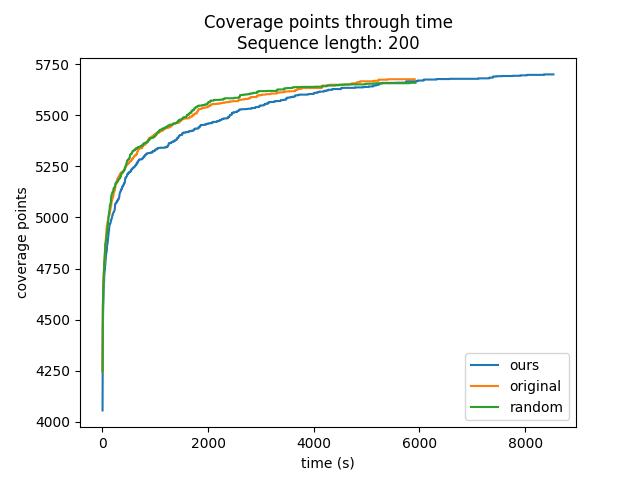 Coverage points through time
Sequence length: 200
5750
5500
5250
5000
4750
4500
4250
4000
coverage points
0
2000
4000
6000
8000
time (s)
ours
original
random